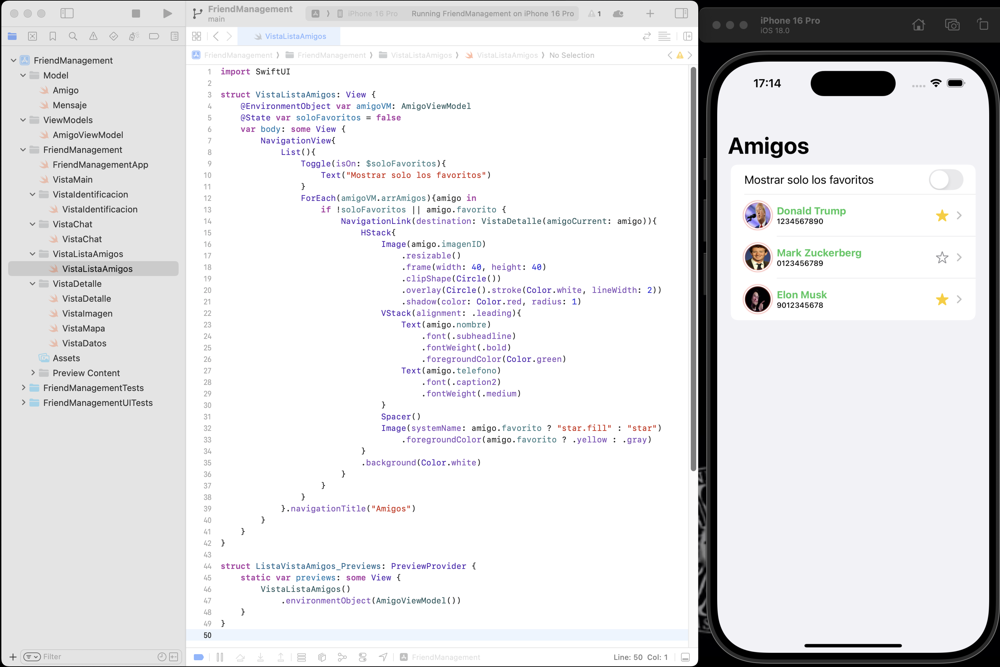 FriendManagement
main
iPhone 16 Pro
Running FriendManagement on iPhone 16 Pro
1
VistaListaAmigos
FriendManagement
FriendManagement
VistaListaAmigos
VistaListaAmigos
No Selection
FriendManagement
Model
Amigo
Mensaje
ViewModels
AmigoViewModel
FriendManagement
FriendManagementApp
VistaMain
VistaIdentificacion
VistaIdentificacion
VistaChat
VistaChat
VistaListaAmigos
VistaListaAmigos
VistaDetalle
VistaDetalle
VistaImagen
VistaMapa
VistaDatos
Assets
Preview Content
FriendManagementTests
FriendManagementUITests
Filter
1 import SwiftUI
2
3 struct VistaListaAmigos: View {
4 @EnvironmentObject var amigoVM: AmigoViewModel
5 @State var soloFavoritos = false
6 var body: some View {
7 NavigationView{
8 List(){
9 Toggle(isOn: $soloFavoritos){
10 Text("Mostrar solo los favoritos")
11 }
12 ForEach(amigoVM.arrAmigos){amigo in
13 if !soloFavoritos || amigo.favorito {
14 NavigationLink(destination: VistaDetalle(amigoCurrent: amigo)){
15 HStack{
16 Image(amigo.imagenID)
17 .resizable()
18 .frame(width: 40, height: 40)
19 .clipShape(Circle())
20 .overlay(Circle().stroke(Color.white, lineWidth: 2))
21 .shadow(color: Color.red, radius: 1)
22 VStack(alignment: .leading){
23 Text(amigo.nombre)
24 .font(.subheadline)
25 .fontWeight(.bold)
26 .foregroundColor(Color.green)
27 Text(amigo.telefono)
28 .font(.caption2)
29 .fontWeight(.medium)
30 }
31 Spacer()
32 Image(systemName: amigo.favorito ? "star.fill" : "star")
33 .foregroundColor(amigo.favorito ? .yellow : .gray)
34 }
35 .background(Color.white)
36 }
37 }
38 }
39 }.navigationTitle("Amigos")
40 }
41 }
42 }
43
44 struct ListaVistaAmigos_Previews: PreviewProvider {
45 static var previews: some View {
46 VistaListaAmigos()
47 .environmentObject(AmigoViewModel())
48 }
49 }
50
FriendManagement
Line: 50 Col: 1
iPhone 16 Pro
iOS 18.0
17:14
Amigos
Mostrar solo los favoritos
Donald Trump
1234567890
Mark Zuckerberg
0123456789
Elon Musk
9012345678